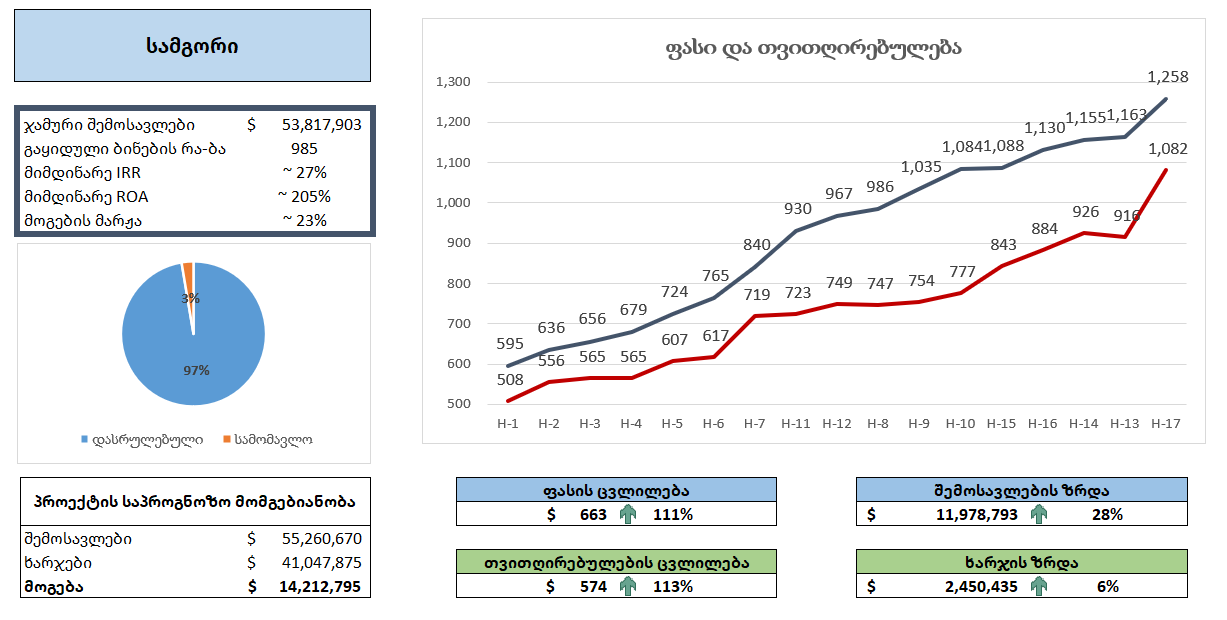 სამგორი
ჯამური შემოსავლები $ 53,817,903
გაყიდული ბინების რა-ბა 985
მიმდინარე IRR ~ 27%
მიმდინარე ROA ~ 205%
მოგების მარჟა ~ 23%
3%
97%
დასრულებული სამომავლო
პროექტის საპროგნოზო მომგებიანობა
შემოსავლები $ 55,260,670
ხარჯები $ 41,047,875
მოგება $ 14,212,795
ფასი და თვითღირებულება
1,300
1,200
1,100
1,000
900
800
700
600
500
595 636 656 679 724 765 840 930 967 986 1,035 1,084 1,088 1,130 1,155 1,163 1,258
508 556 565 565 607 617 719 723 749 747 754 777 843 884 926 916 1,082
H-1 H-2 H-3 H-4 H-5 H-6 H-7 H-11 H-12 H-8 H-9 H-10 H-15 H-16 H-14 H-13 H-17
ფასის ცვლილება
$ 663 111%
თვითღირებულების ცვლილება
$ 574 113%
შემოსავლების ზრდა
$ 11,978,793 28%
ხარჯის ზრდა
$ 2,450,435 6%